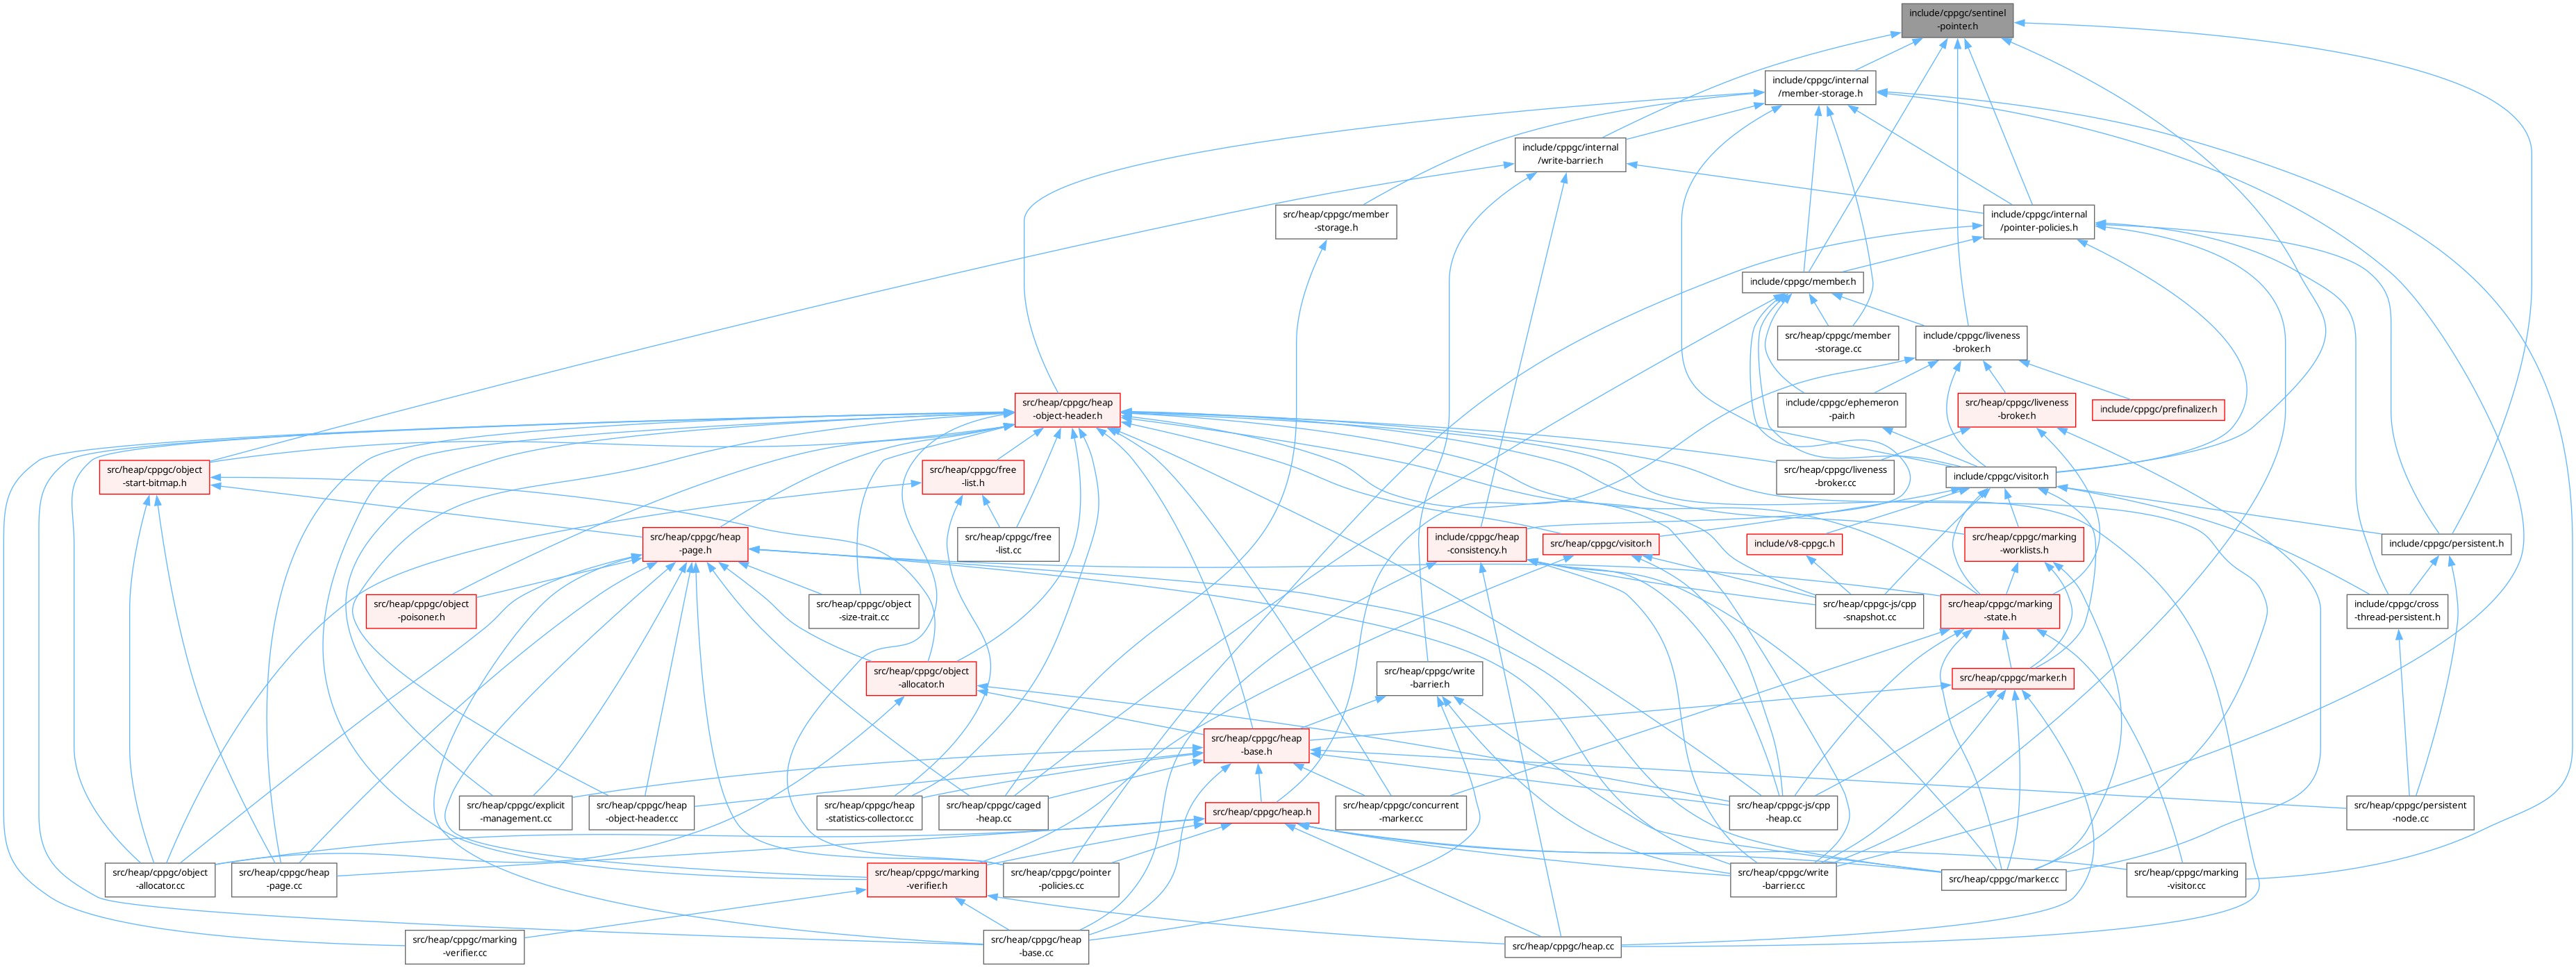 include/cppgc/sentinel
-pointer.h
include/cppgc/internal
/member-storage.h
include/cppgc/internal
/write-barrier.h
src/heap/cppgc/member
-storage.h
include/cppgc/internal
/pointer-policies.h
include/cppgc/member.h
src/heap/cppgc/member
-storage.cc
include/cppgc/liveness
-broker.h
src/heap/cppgc/heap
-object-header.h
include/cppgc/ephemeron
-pair.h
src/heap/cppgc/liveness
-broker.h
include/cppgc/prefinalizer.h
src/heap/cppgc/object
-start-bitmap.h
src/heap/cppgc/free
-list.h
src/heap/cppgc/liveness
-broker.cc
include/cppgc/visitor.h
src/heap/cppgc/heap
-page.h
src/heap/cppgc/free
-list.cc
include/cppgc/heap
-consistency.h
src/heap/cppgc/visitor.h
include/v8-cppgc.h
src/heap/cppgc/marking
-worklists.h
include/cppgc/persistent.h
src/heap/cppgc/object
-poisoner.h
src/heap/cppgc/object
-size-trait.cc
src/heap/cppgc-js/cpp
-snapshot.cc
src/heap/cppgc/marking
-state.h
include/cppgc/cross
-thread-persistent.h
src/heap/cppgc/object
-allocator.h
src/heap/cppgc/write
-barrier.h
src/heap/cppgc/marker.h
src/heap/cppgc/heap
-base.h
src/heap/cppgc/explicit
-management.cc
src/heap/cppgc/heap
-object-header.cc
src/heap/cppgc/heap
-statistics-collector.cc
src/heap/cppgc/caged
-heap.cc
src/heap/cppgc/heap.h
src/heap/cppgc/concurrent
-marker.cc
src/heap/cppgc-js/cpp
-heap.cc
src/heap/cppgc/persistent
-node.cc
src/heap/cppgc/object
-allocator.cc
src/heap/cppgc/heap
-page.cc
src/heap/cppgc/marking
-verifier.h
src/heap/cppgc/pointer
-policies.cc
src/heap/cppgc/write
-barrier.cc
src/heap/cppgc/marker.cc
src/heap/cppgc/marking
-visitor.cc
src/heap/cppgc/marking
-verifier.cc
src/heap/cppgc/heap
-base.cc
src/heap/cppgc/heap.cc